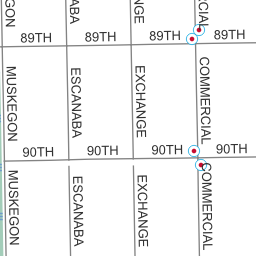 GON
ABA
NGE
CIAL
89TH
89TH
89TH
89TH
MUSKEGON
ESCANABA
EXCHANGE
COMMERCIAL
90TH
90TH
90TH
90TH
MUSKEGON
ESCANABA
EXCHANGE
COMMERCIAL